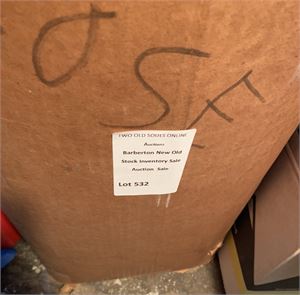 TWO OLD SOULS ONLINE
Auctions
Barberton New Old
Stock Inventory Sale
Auction Sale
Lot 532